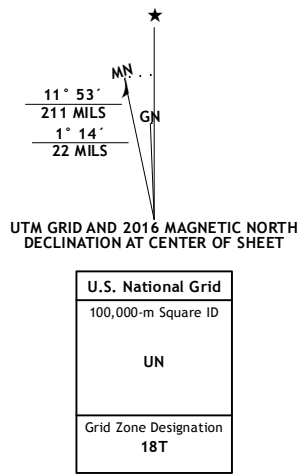 MN
11° 53´
211 MILS
GN
1° 14´
22 MILS
UTM GRID AND 2016 MAGNETIC NORTH
DECLINATION AT CENTER OF SHEET
U.S. National Grid
100,000-m Square ID
UN
Grid Zone Designation
18T